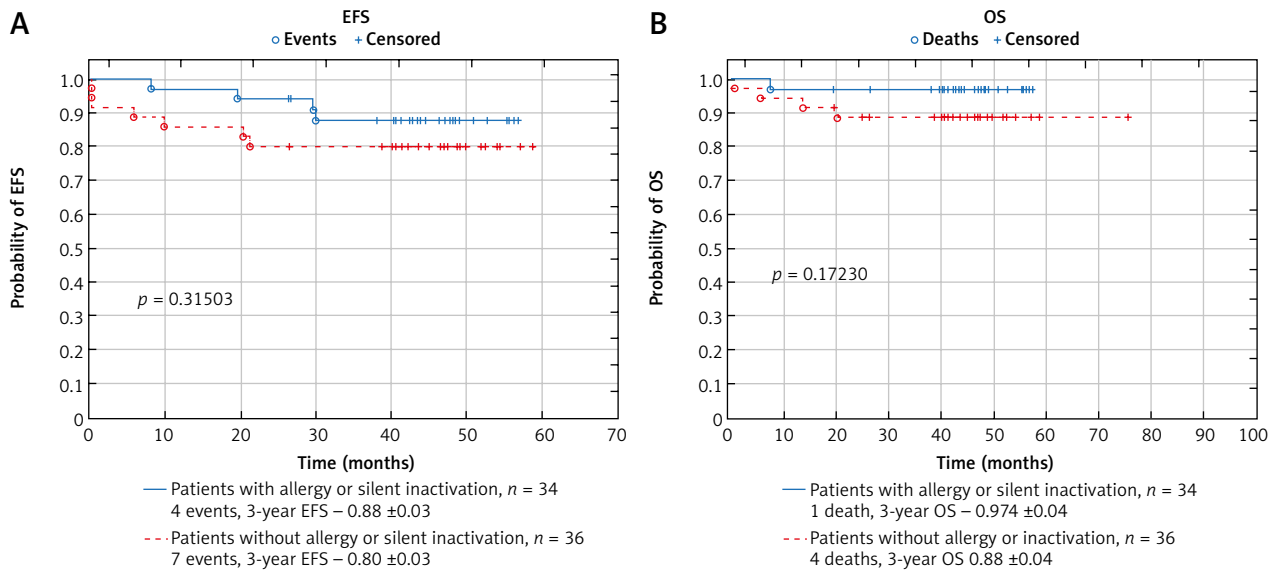 A
EFS
Events Censored
Probability of EFS
1.0
0.9
0.8
0.7
0.6
0.5
0.4
0.3
0.2
0.1
0
p = 0.31503
0 10 20 30 40 50 60 70
Time (months)
Patients with allergy or silent inactivation, n = 34
4 events, 3-year EFS – 0.88 ±0.03
Patients without allergy or silent inactivation, n = 36
7 events, 3-year EFS – 0.80 ±0.03
B
OS
Deaths Censored
Probability of OS
1.0
0.9
0.8
0.7
0.6
0.5
0.4
0.3
0.2
0.1
0
p = 0.17230
0 10 20 30 40 50 60 70 80 90 100
Time (months)
Patients with allergy or silent inactivation, n = 34
1 death, 3-year OS – 0.974 ±0.04
Patients without allergy or inactivation, n = 36
4 deaths, 3-year OS 0.88 ±0.04